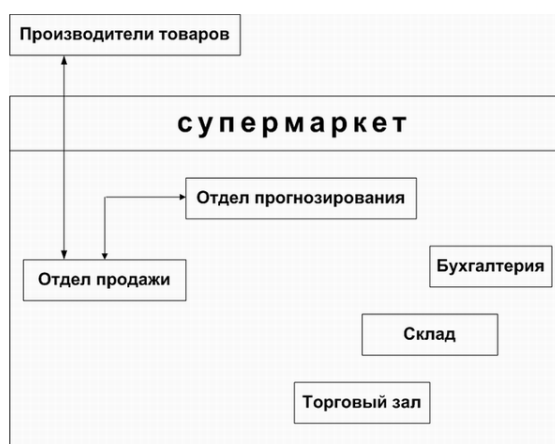 Производители товаров
супермаркет
Отдел прогнозирования
Отдел продажи
Бухгалтерия
Склад
Торговый зал